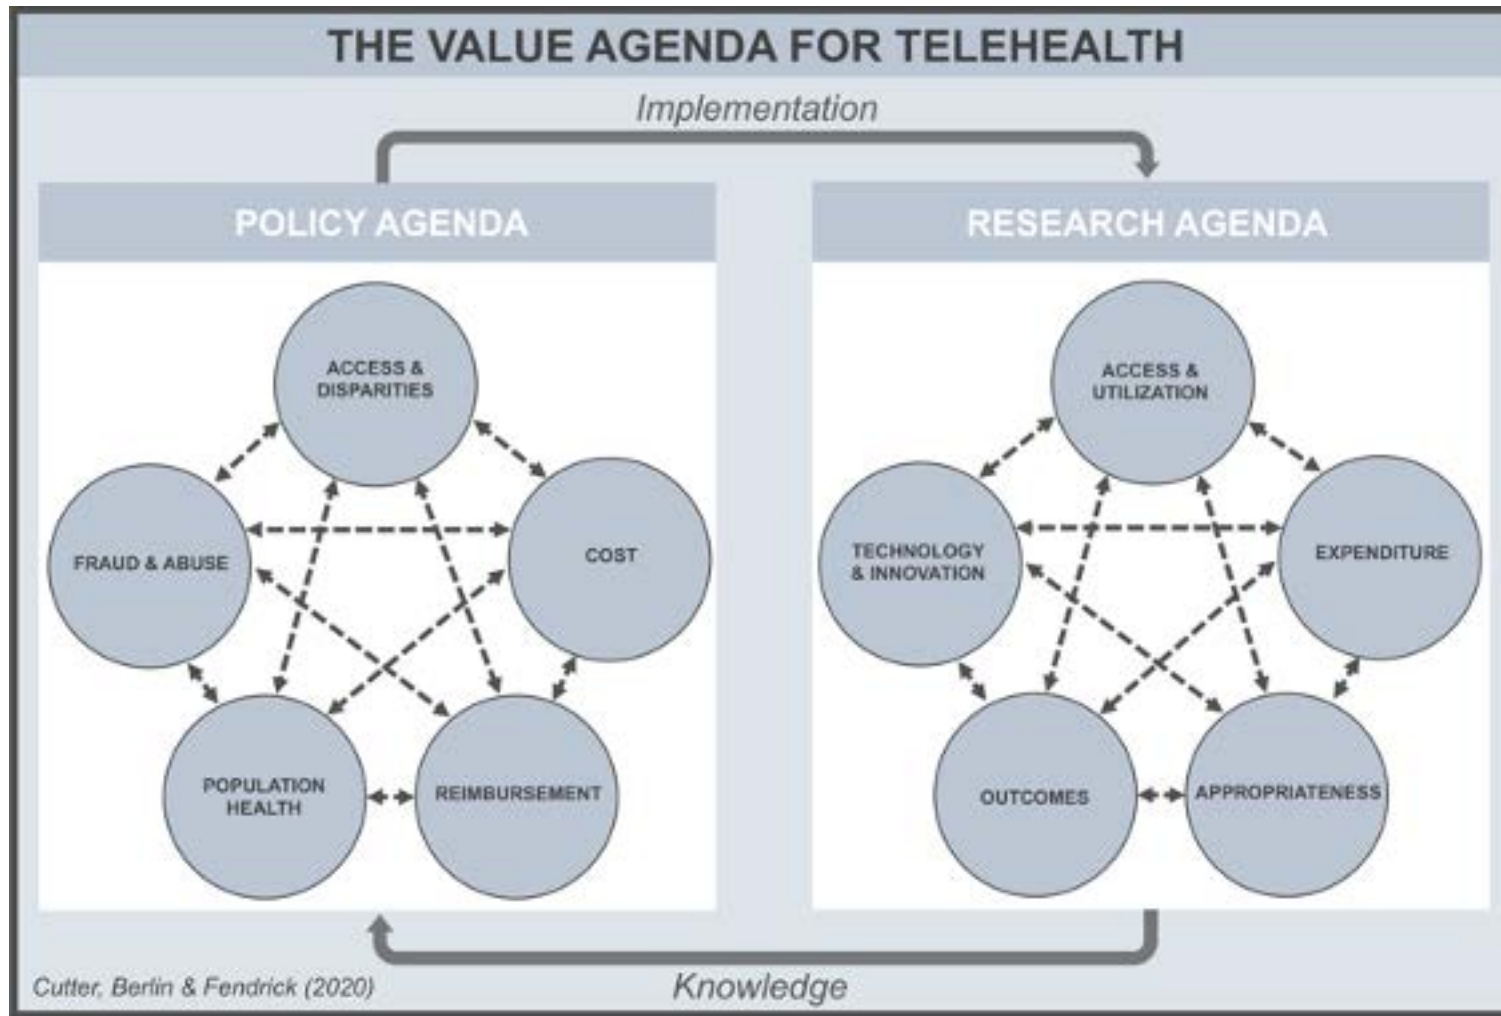 THE VALUE AGENDA FOR TELEHEALTH
Implementation
POLICY AGENDA
ACCESS &
DISPARITIES
FRAUD & ABUSE
COST
POPULATION
HEALTH
REIMBURSEMENT
RESEARCH AGENDA
ACCESS &
UTILIZATION
TECHNOLOGY
& INNOVATION
EXPENDITURE
OUTCOMES
APPROPRIATENESS
Knowledge
Cutter, Berlin & Fendrick (2020)